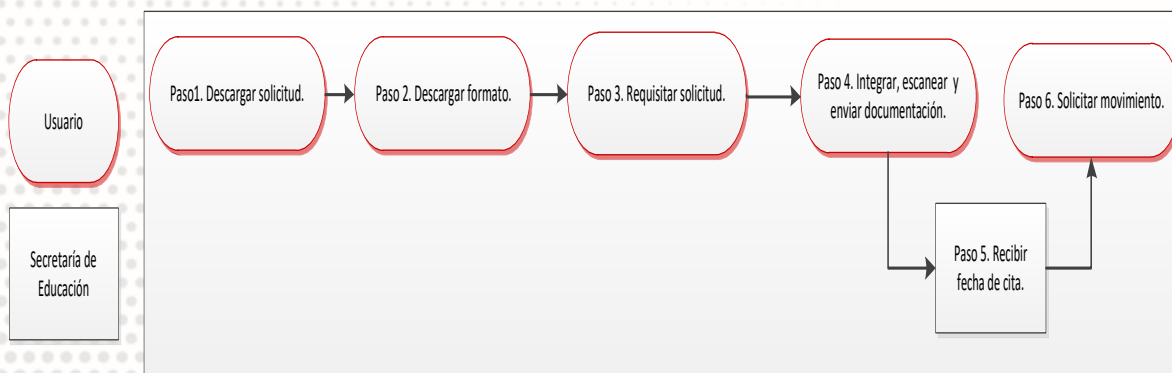 Usuario
Secretaría de
Educación
Paso1. Descargar solicitud.
Paso 2. Descargar formato.
Paso 3. Requisitar solicitud.
Paso 4. Integrar, escanear y
enviar documentación.
Paso 5. Recibir
fecha de cita.
Paso 6. Solicitar movimiento.